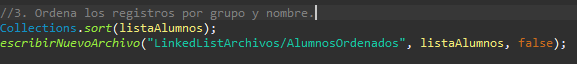 //3. Ordena los registros por grupo y nombre.
Collections.sort(listaAlumnos);
escribirNuevoArchivo("LinkedListArchivos/AlumnosOrdenados", listaAlumnos, false);